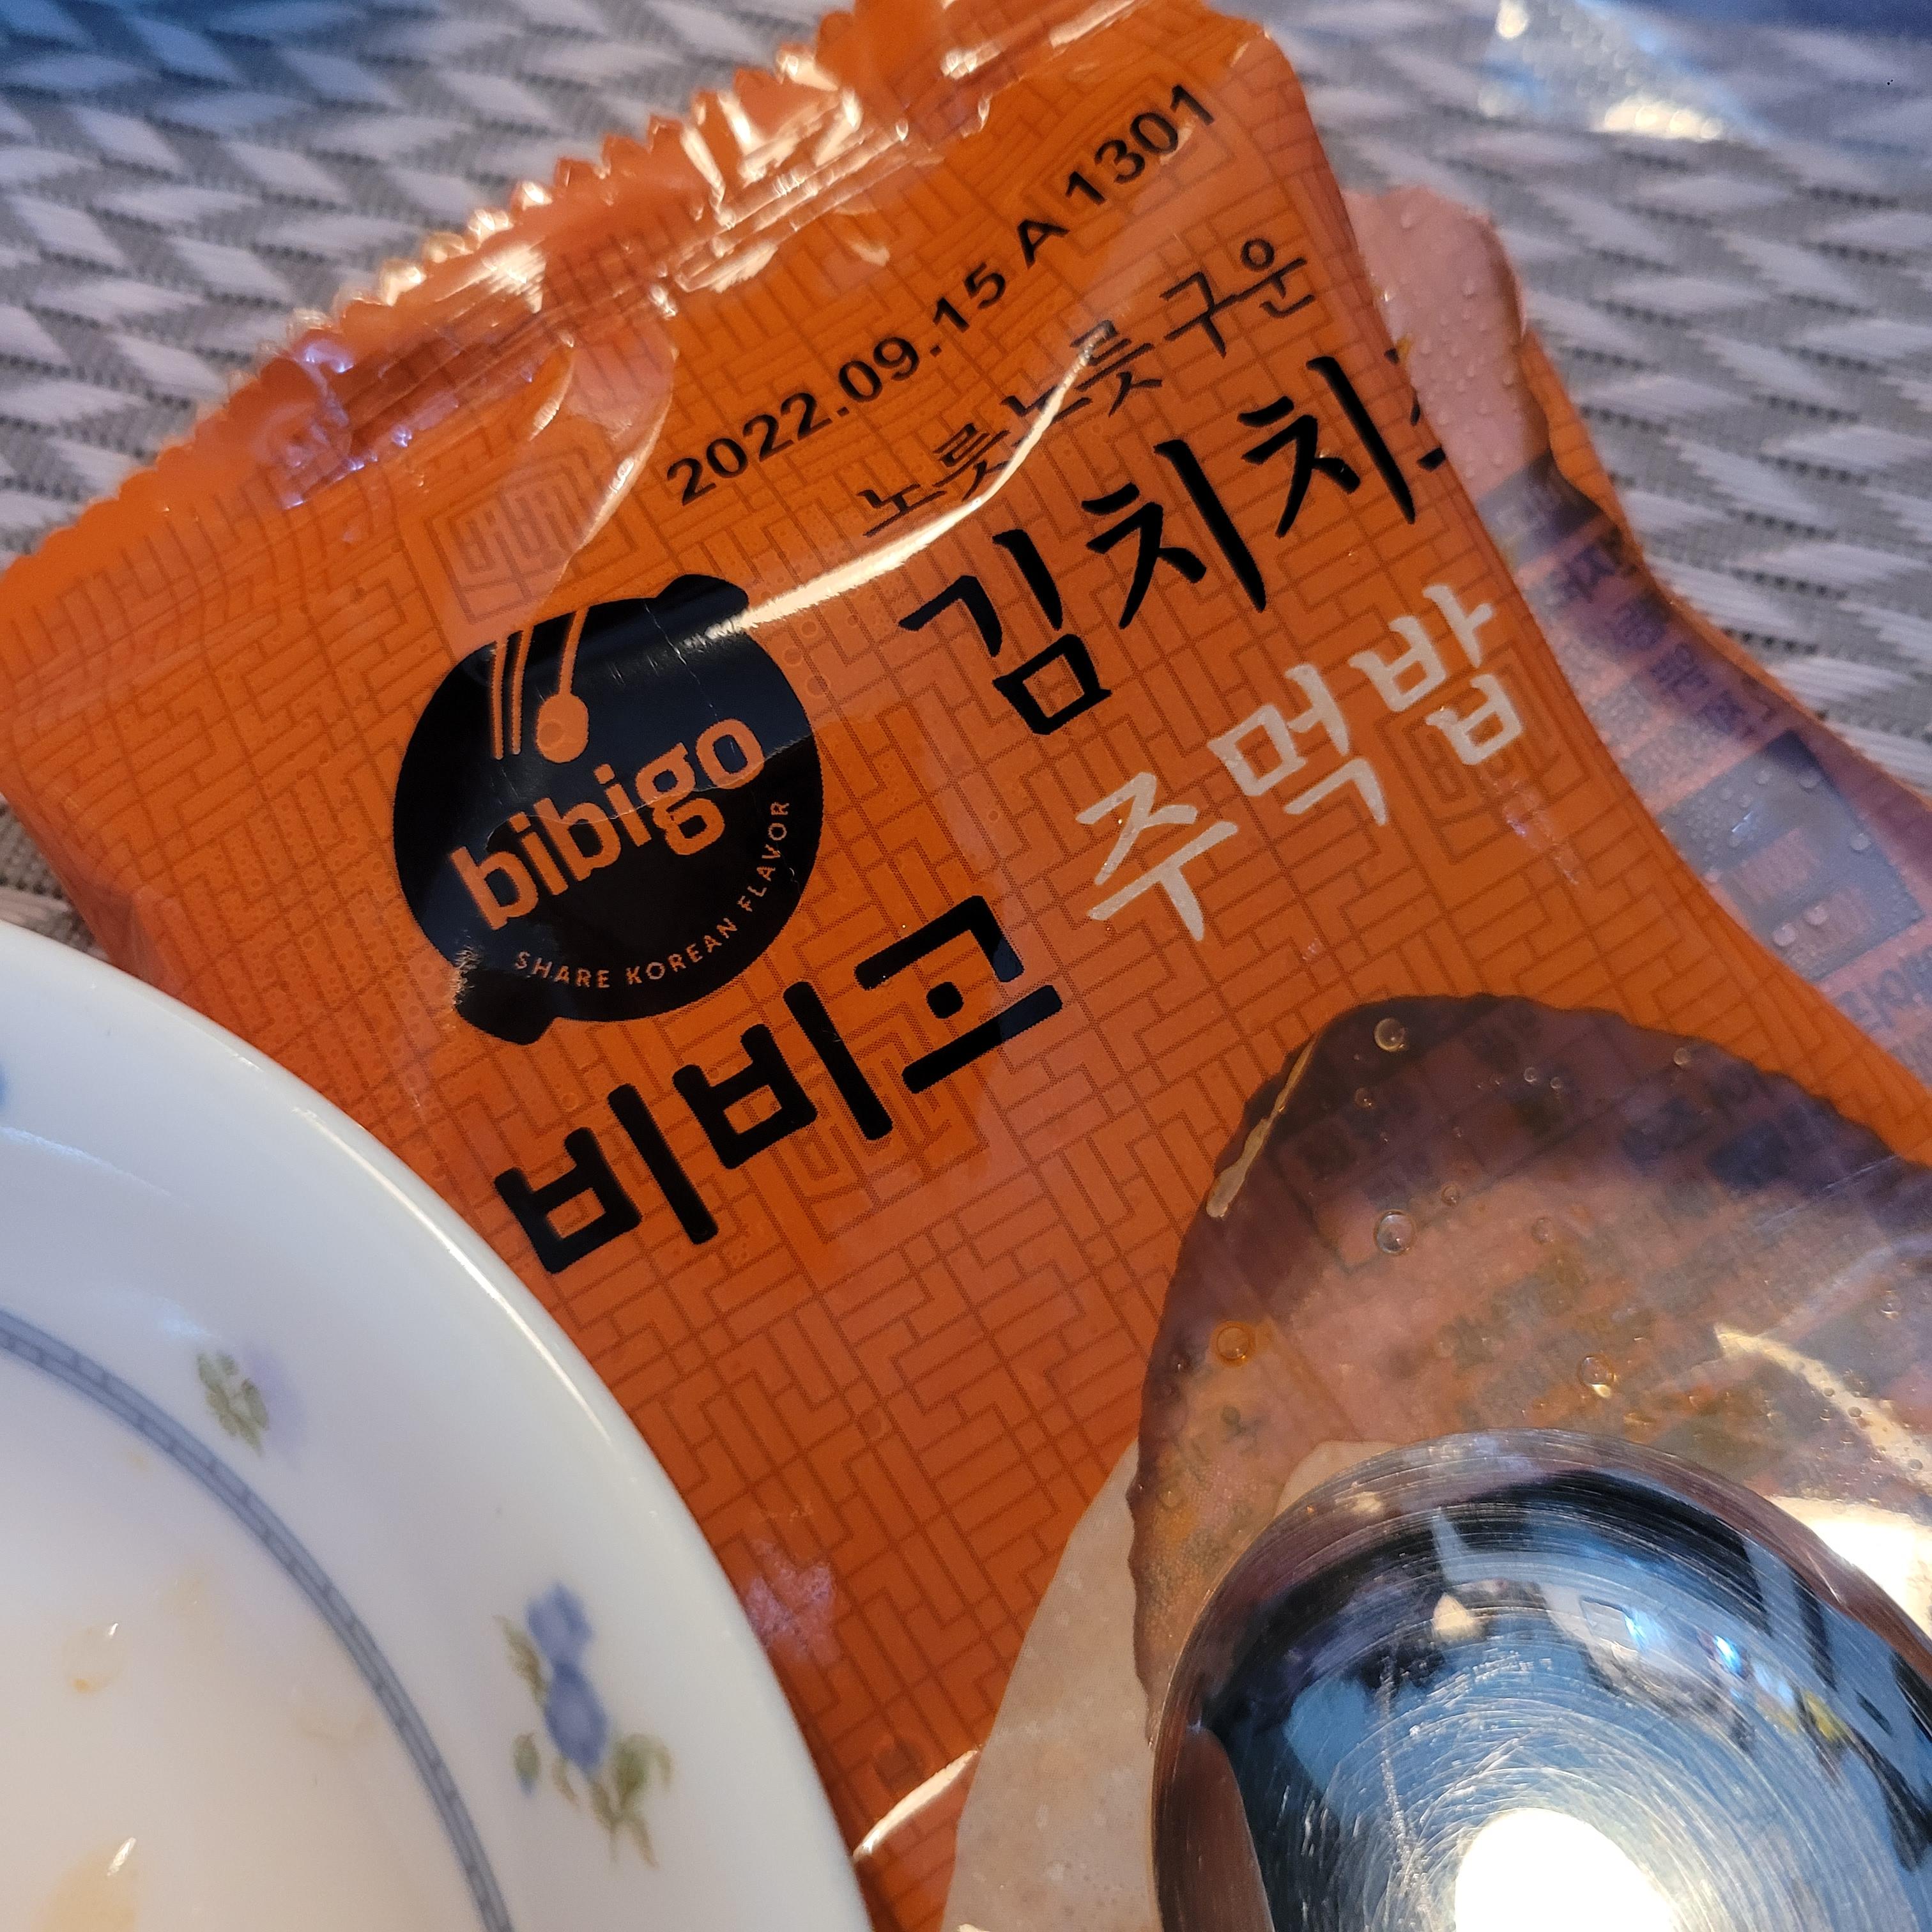 2022.09.15 A 1301
노릇노릇 구운
김치치
주먹밥
bibigo
SHARE KOREAN FLAVOR
비비고